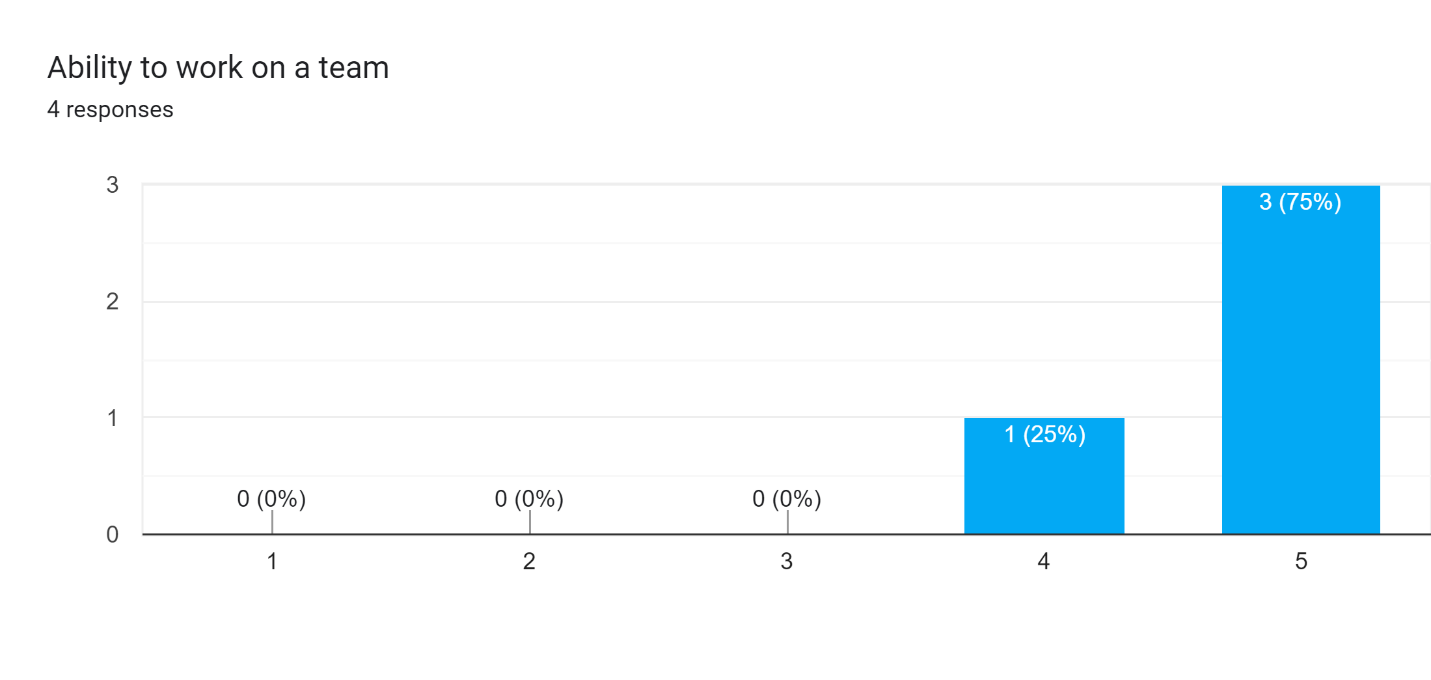 Ability to work on a team
4 responses
3
3 (75%)
2
1
1 (25%)
0 (0%) 0 (0%) 0 (0%)
0
1 2 3 4 5